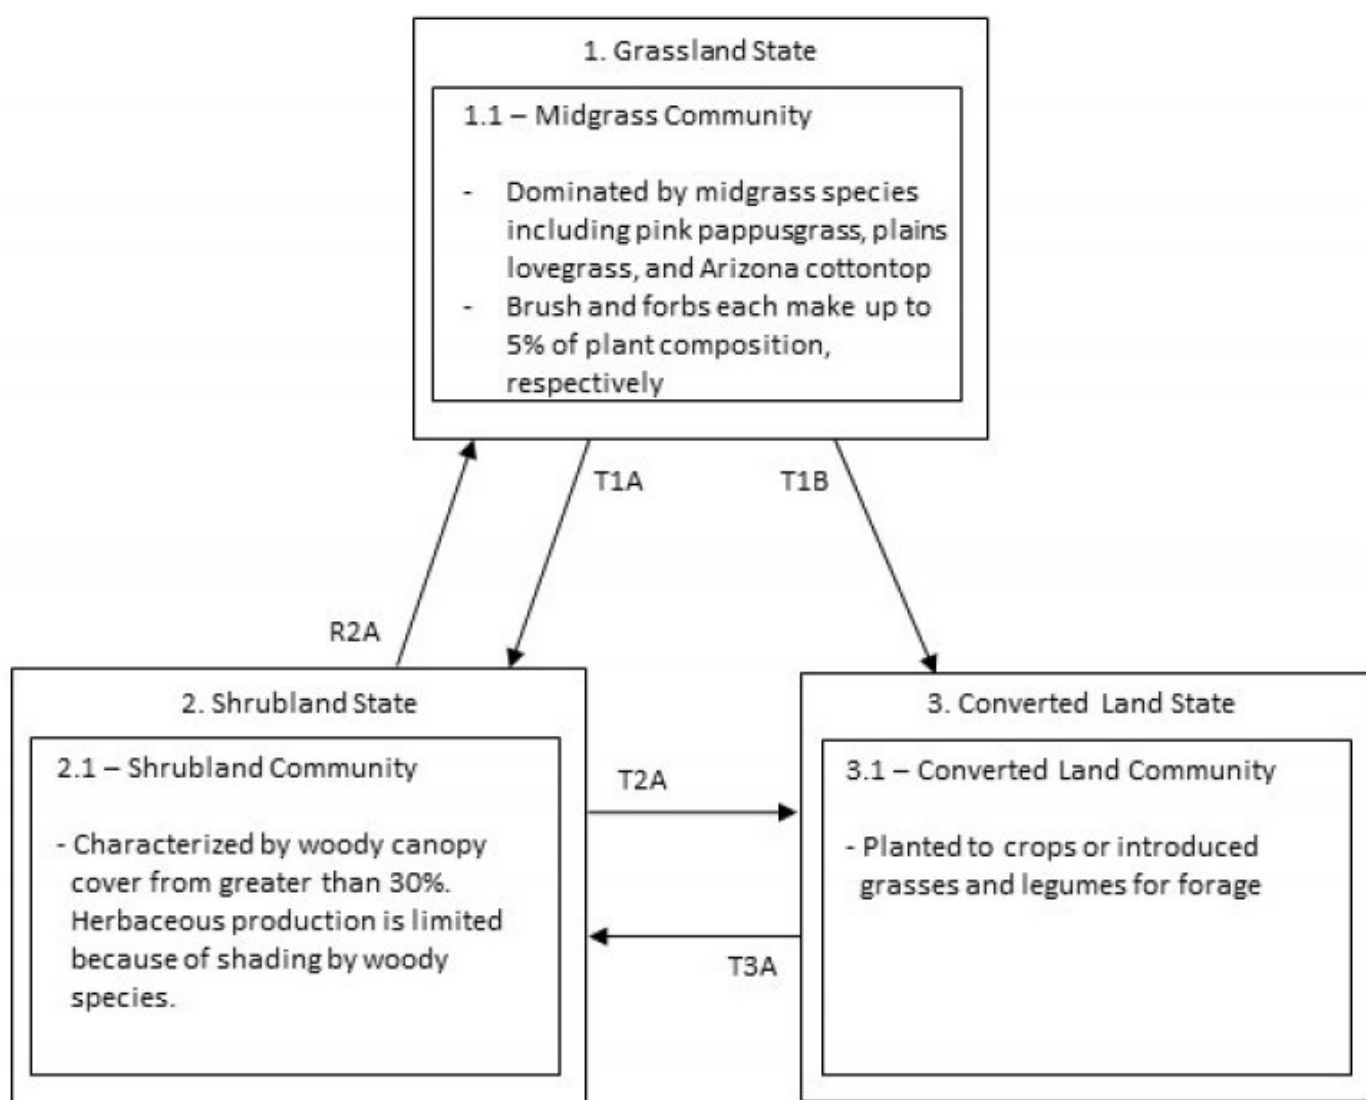 1. Grassland State
1.1 – Midgrass Community
- Dominated by midgrass species
including pink pappusgrass, plains
lovegrass, and Arizona cottontop
- Brush and forbs each make up to
5% of plant composition,
respectively
T1A
T1B
R2A
2. Shrubland State
2.1 – Shrubland Community
- Characterized by woody canopy
cover from greater than 30%.
Herbaceous production is limited
because of shading by woody
species.
T2A
T3A
3. Converted Land State
3.1 – Converted Land Community
- Planted to crops or introduced
grasses and legumes for forage